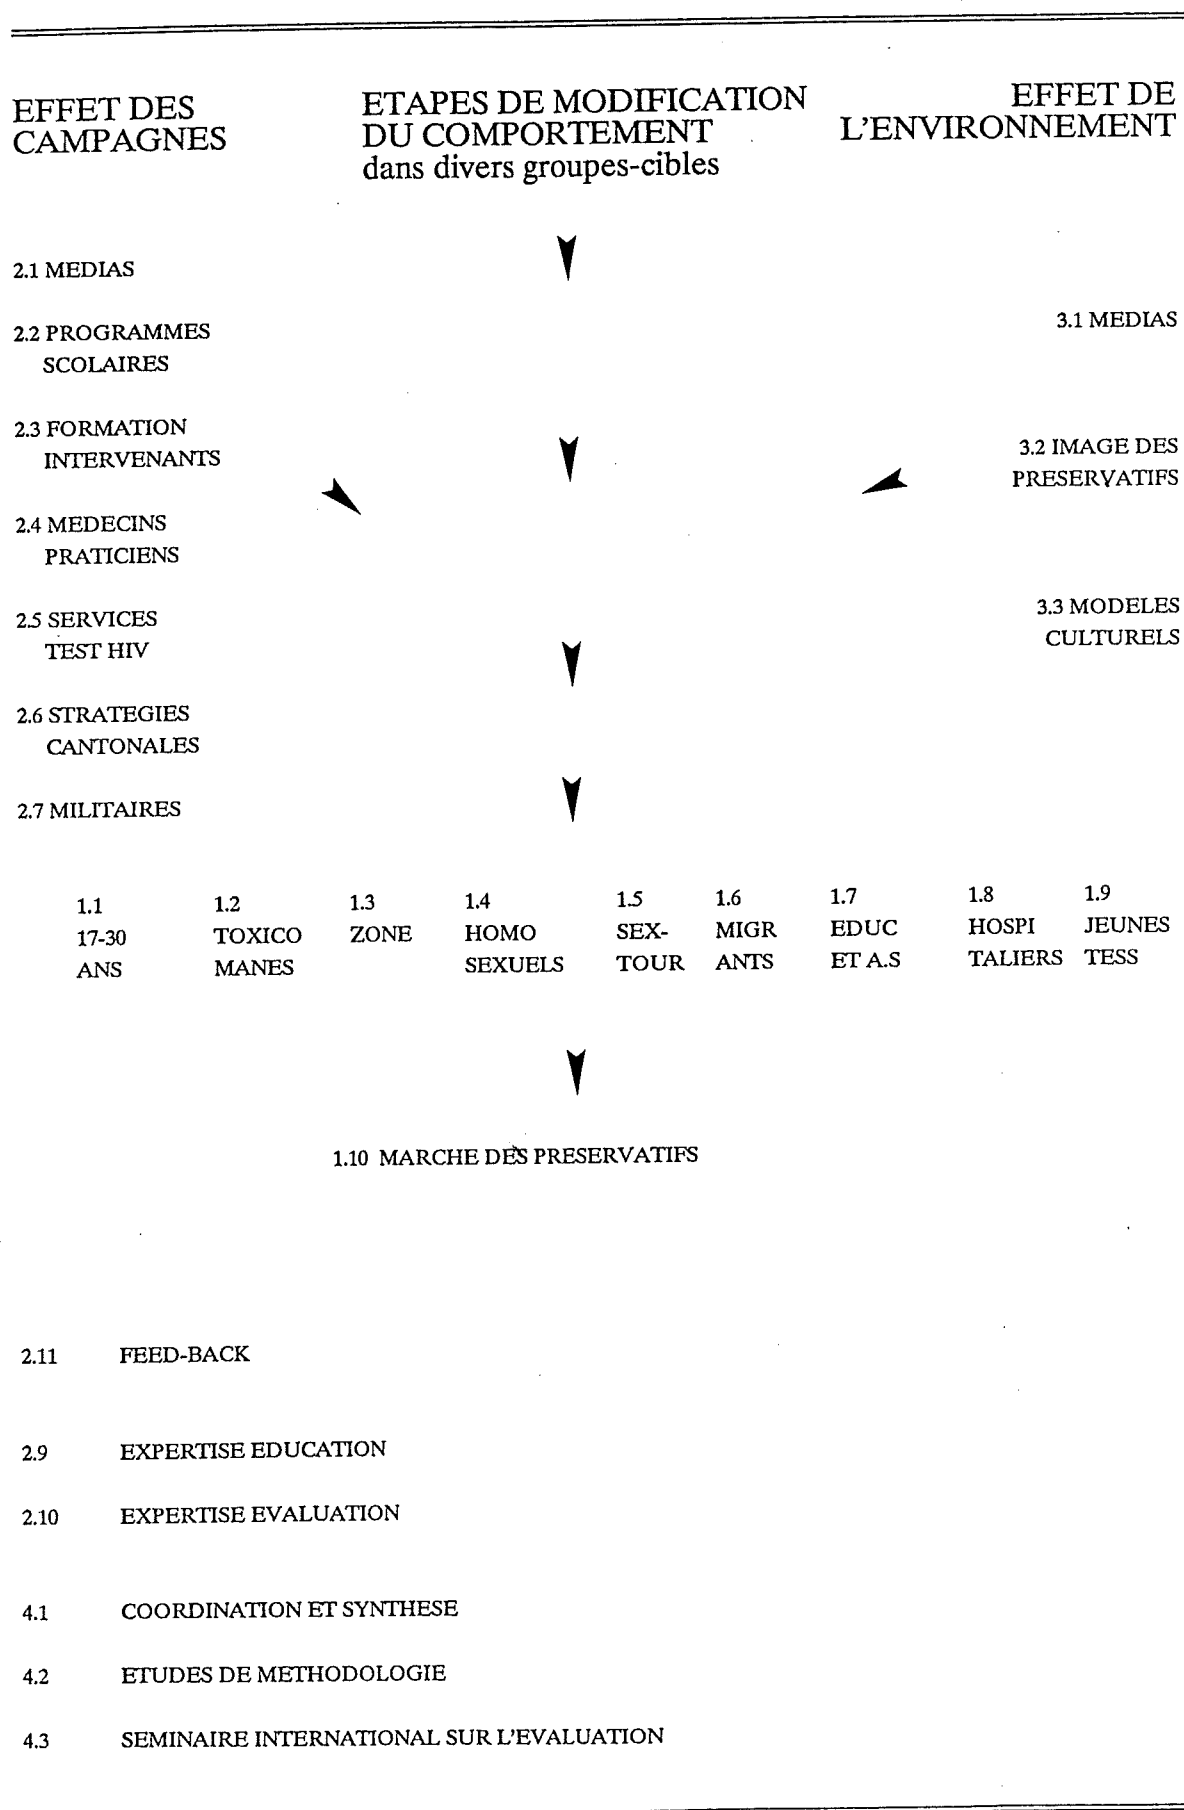 EFFET DES
CAMPAGNES
ETAPES DE MODIFICATION
DU COMPORTEMENT
dans divers groupes-cibles
EFFET DE
L'ENVIRONNEMENT
2.1 MEDIAS
2.2 PROGRAMMES
SCOLAIRES
2.3 FORMATION
INTERVENANTS
2.4 MEDECINS
PRATICIENS
2.5 SERVICES
TEST HIV
2.6 STRATEGIES
CANTONALES
2.7 MILITAIRES
3.1 MEDIAS
3.2 IMAGE DES
PRESERVATIFS
3.3 MODELES
CULTURELS
1.1 1.2 1.3 1.4 1.5 1.6 1.7 1.8 1.9
17-30 TOXICO ZONE HOMO SEX- MIGR EDUC HOSPI JEUNES
ANS MANES SEXUELS TOUR ANTS ET A.S TALIERS TESS
1.10 MARCHE DES PRESERVATIFS
2.11 FEED-BACK
2.9 EXPERTISE EDUCATION
2.10 EXPERTISE EVALUATION
4.1 COORDINATION ET SYNTHESE
4.2 ETUDES DE METHODOLOGIE
4.3 SEMINAIRE INTERNATIONAL SUR L'EVALUATION